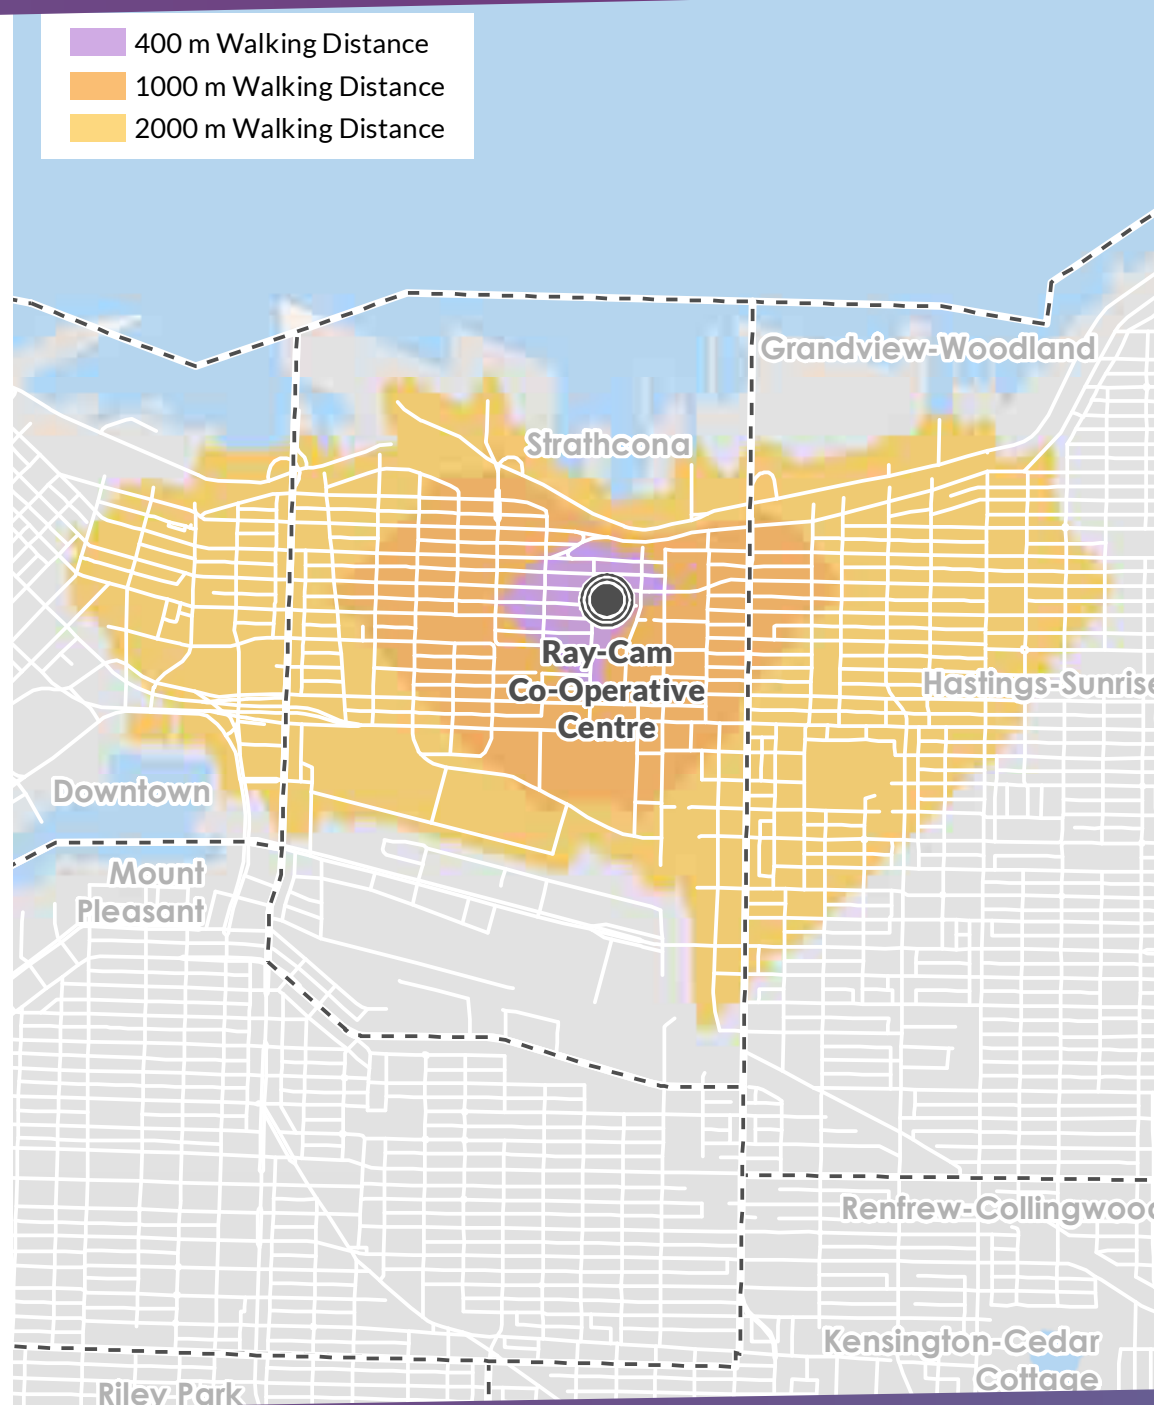 400 m Walking Distance
1000 m Walking Distance
2000 m Walking Distance
Grandview-Woodland
Strathcona
Ray-Cam
Co-Operative
Centre
Hastings-Sunrise
Downtown
Mount
Pleasant
Renfrew-Collingwood
Kensington-Cedar
Cottage
Riley Park